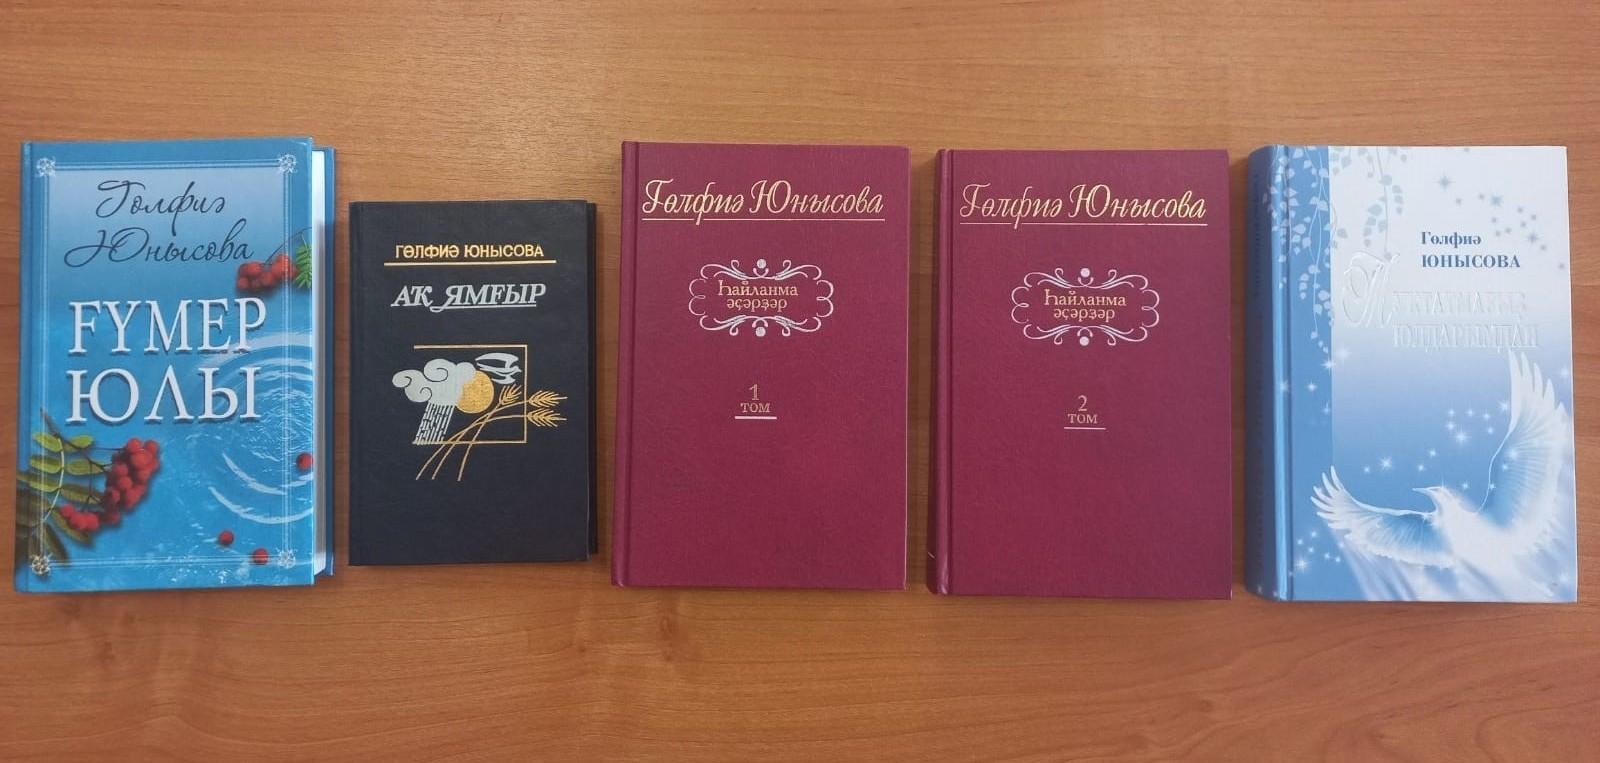 Гөлфиә
Юнысова
ҒҮМЕР
ЮЛЫ
ГӨЛФИӘ ЮНЫСОВА
АҠ ЯМҒЫР
Гөлфиә Юнысова
Һайланма
әҫәрҙәр
1
ТОМ
Гөлфиә Юнысова
Һайланма
әҫәрҙәр
2
ТОМ
Гөлфиә
ЮНЫСОВА
ЮЛДАРЫМДАН